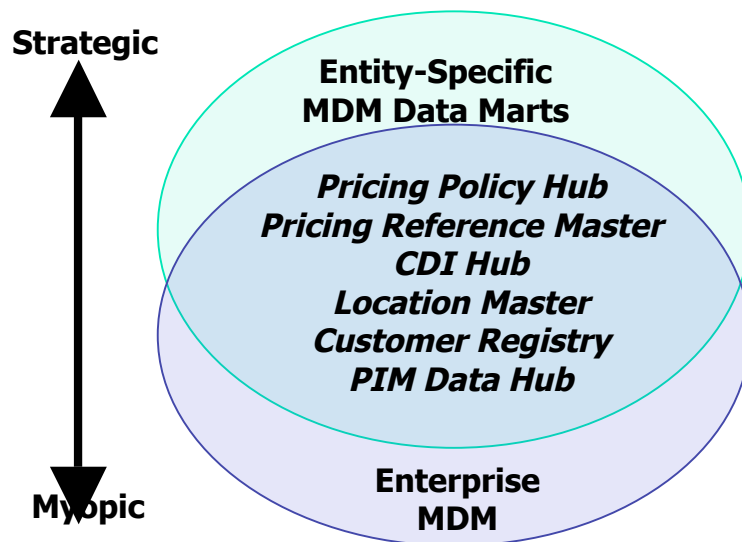 Strategic
Entity-Specific
MDM Data Marts
Pricing Policy Hub
Pricing Reference Master
CDI Hub
Location Master
Customer Registry
PIM Data Hub
Enterprise
MDM
Myopic